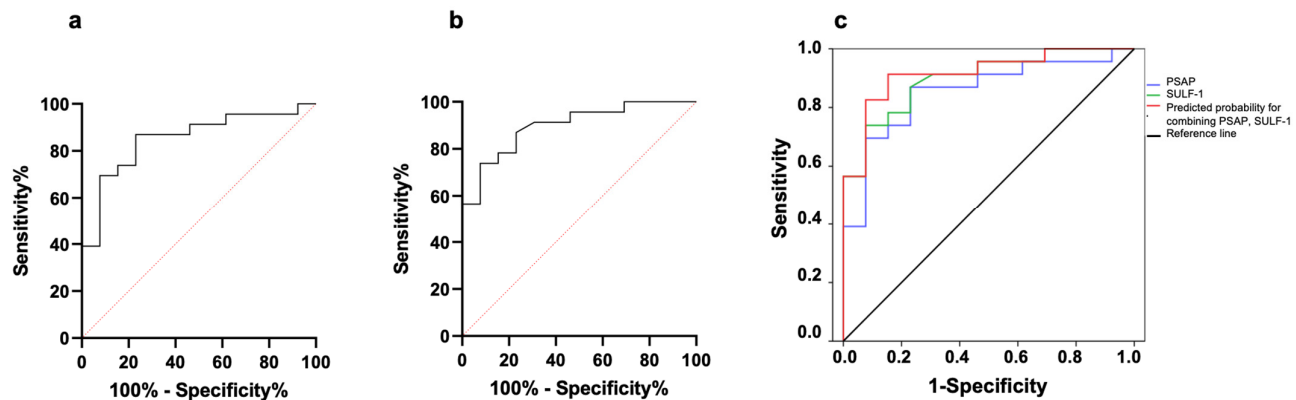 a
b
c
100
80
60
40
20
0
Sensitivity%
0 20 40 60 80 100
100% - Specificity%
100
80
60
40
20
0
Sensitivity%
0 20 40 60 80 100
100% - Specificity%
1.0
0.8
0.6
0.4
0.2
0.0
Sensitivity
0.0 0.2 0.4 0.6 0.8 1.0
1-Specificity
PSAP
SULF-1
Predicted probability for
combining PSAP, SULF-1
Reference line